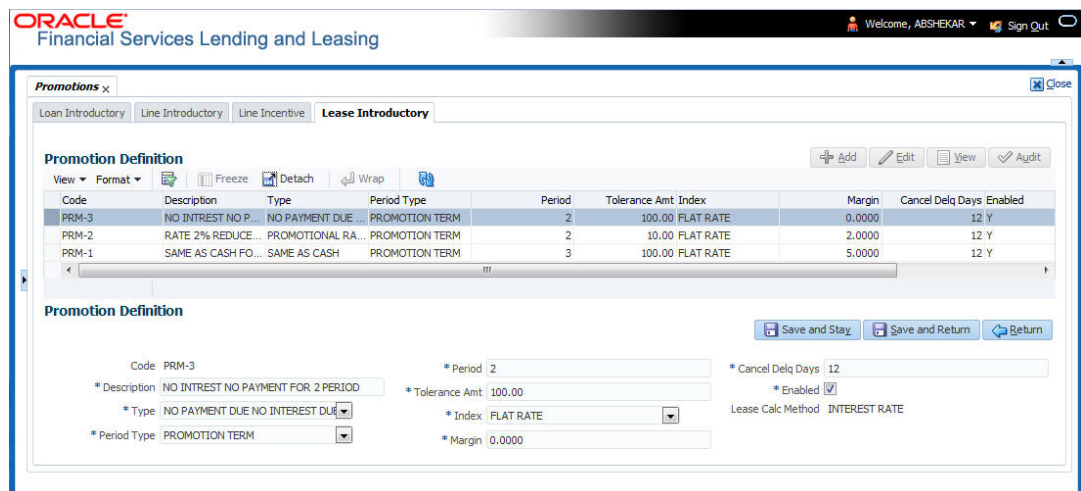 ORACLE
Financial Services Lending and Leasing
Welcome, ABSHEKAR Sign Out
Promotions x Close
Loan Introductory Line Introductory Line Incentive Lease Introductory
Promotion Definition
Add Edit View Audit
View Format Freeze Detach Wrap
Code Description Type Period Type Period Tolerance Amt Index Margin Cancel Delq Days Enabled
PRM-3 NO INTREST NO P... NO PAYMENT DUE ... PROMOTION TERM 2 100.00 FLAT RATE 0.0000 12 Y
PRM-2 RATE 2% REDUCE... PROMOTIONAL RA... PROMOTION TERM 2 10.00 FLAT RATE 2.0000 12 Y
PRM-1 SAME AS CASH FO... SAME AS CASH PROMOTION TERM 3 100.00 FLAT RATE 5.0000 12 Y
Promotion Definition
Save and Stay Save and Return Return
Code PRM-3
* Description NO INTREST NO PAYMENT FOR 2 PERIOD
* Type NO PAYMENT DUE NO INTEREST DUE
* Period Type PROMOTION TERM
* Period 2
* Tolerance Amt 100.00
* Index FLAT RATE
* Margin 0.0000
* Cancel Delq Days 12
* Enabled
Lease Calc Method INTEREST RATE